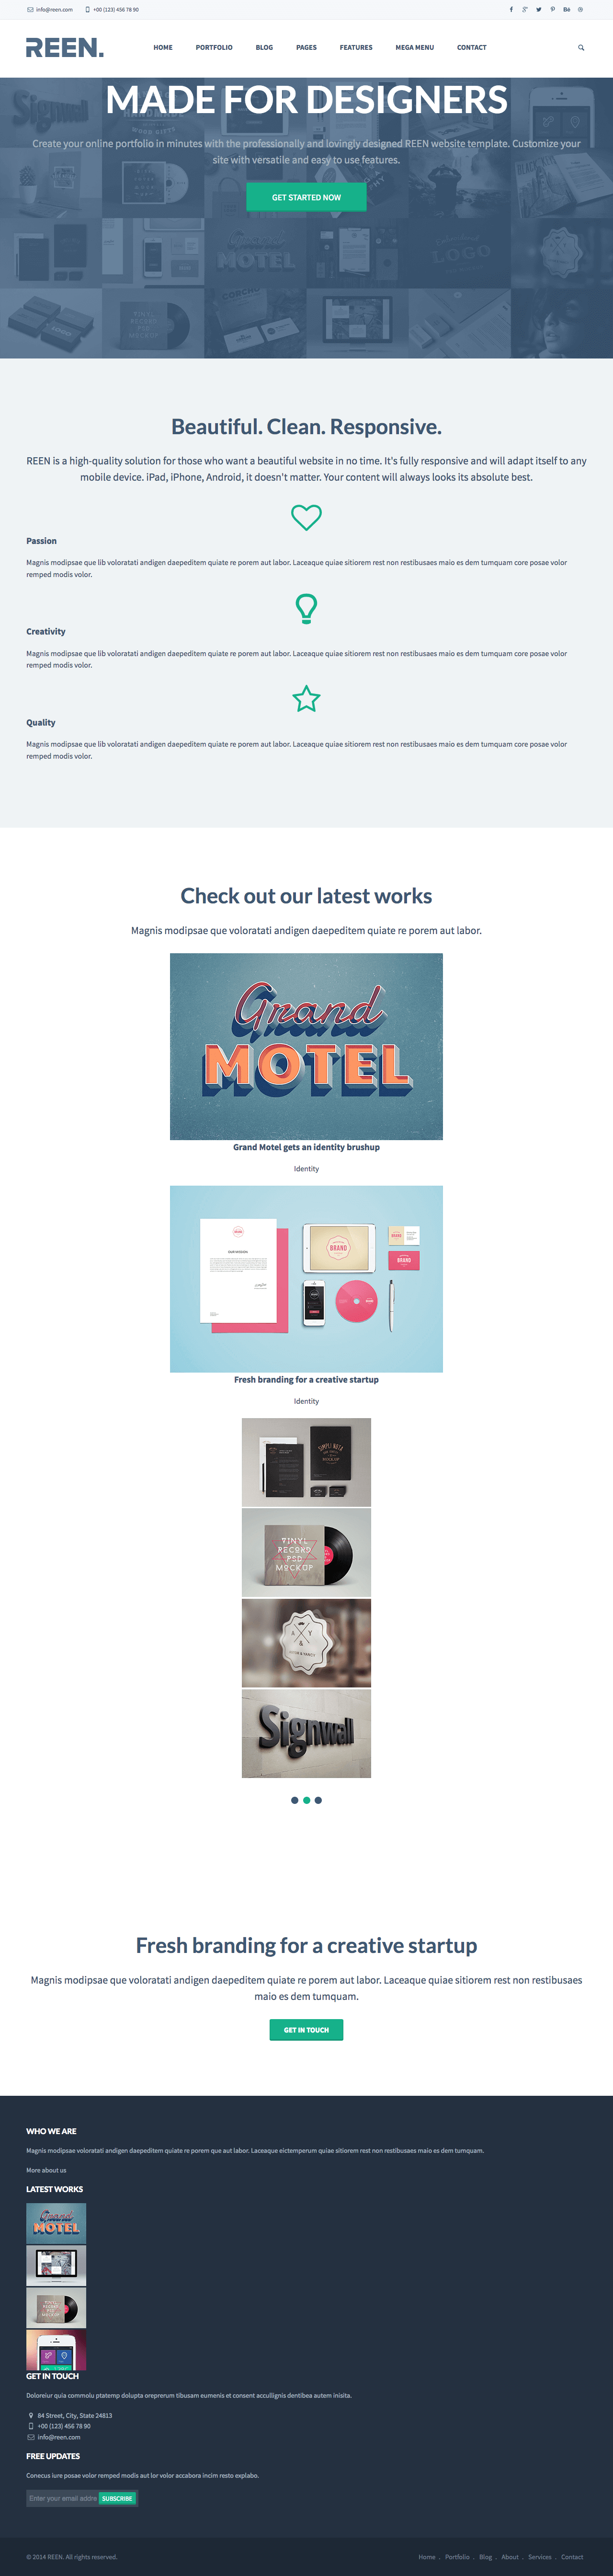 info@reen.com +00 (123) 456 78 90
REEN.
HOME PORTFOLIO BLOG PAGES FEATURES MEGA MENU CONTACT
MADE FOR DESIGNERS
Create your online portfolio in minutes with the professionally and lovingly designed REEN website template. Customize your
site with versatile and easy to use features.
GET STARTED NOW
Beautiful. Clean. Responsive.
REEN is a high-quality solution for those who want a beautiful website in no time. It's fully responsive and will adapt itself to any
mobile device. iPad, iPhone, Android, it doesn't matter. Your content will always looks its absolute best.
Passion
Magnis modipsae que lib voloratati andigen daepeditem quiate re porem aut labor. Laceaque quiae sitiorem rest non restibusaes maio es dem tumquam core posae volor
remped modis volor.
Creativity
Magnis modipsae que lib voloratati andigen daepeditem quiate re porem aut labor. Laceaque quiae sitiorem rest non restibusaes maio es dem tumquam core posae volor
remped modis volor.
Quality
Magnis modipsae que lib voloratati andigen daepeditem quiate re porem aut labor. Laceaque quiae sitiorem rest non restibusaes maio es dem tumquam core posae volor
remped modis volor.
Check out our latest works
Magnis modipsae que voloratati andigen daepeditem quiate re porem aut labor.
Grand
MOTEL
Grand Motel gets an identity brushup
Identity
BRAND
BRAND
Fresh branding for a creative startup
Identity
VINYL
RECORD
PSD
MOCKUP
A Y
&
Signwall
Fresh branding for a creative startup
Magnis modipsae que voloratati andigen daepeditem quiate re porem aut labor. Laceaque quiae sitiorem rest non restibusaes
maio es dem tumquam.
GET IN TOUCH
WHO WE ARE
Magnis modipsae voloratati andigen daepeditem quiate re porem que aut labor. Laceaque eictemperum quiae sitiorem rest non restibusaes maio es dem tumquam.
More about us
LATEST WORKS
Grand
MOTEL
VINYL
RECORD
PSD
MOCKUP
GET IN TOUCH
Doloreiur quia commolu ptatemp dolupta oreprerum tibusam eumenis et consent accullignis dentibea autem inisita.
84 Street, City, State 24813
+00 (123) 456 78 90
info@reen.com
FREE UPDATES
Conecus iure posae volor remped modis aut lor volor accabora incim resto explabo.
Enter your email addre SUBSCRIBE
© 2014 REEN. All rights reserved.
Home . Portfolio . Blog . About . Services . Contact